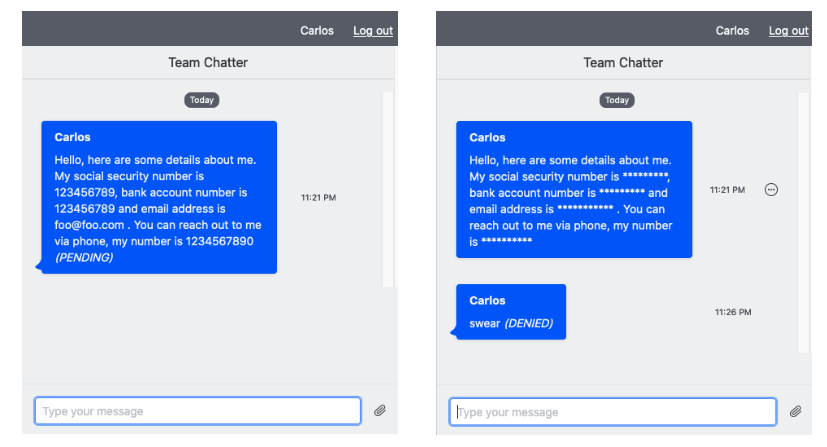 Carlos Log out
Team Chatter
Today
Carlos
Hello, here are some details about me.
My social security number is
123456789, bank account number is
123456789 and email address is
foo@foo.com . You can reach out to me
via phone, my number is 1234567890
(PENDING)
11:21 PM
Type your message
Carlos Log out
Team Chatter
Today
Carlos
Hello, here are some details about me.
My social security number is *********,
bank account number is ********* and
email address is *********** . You can
reach out to me via phone, my number
is **********
11:21 PM
Carlos
swear (DENIED)
11:26 PM
Type your message